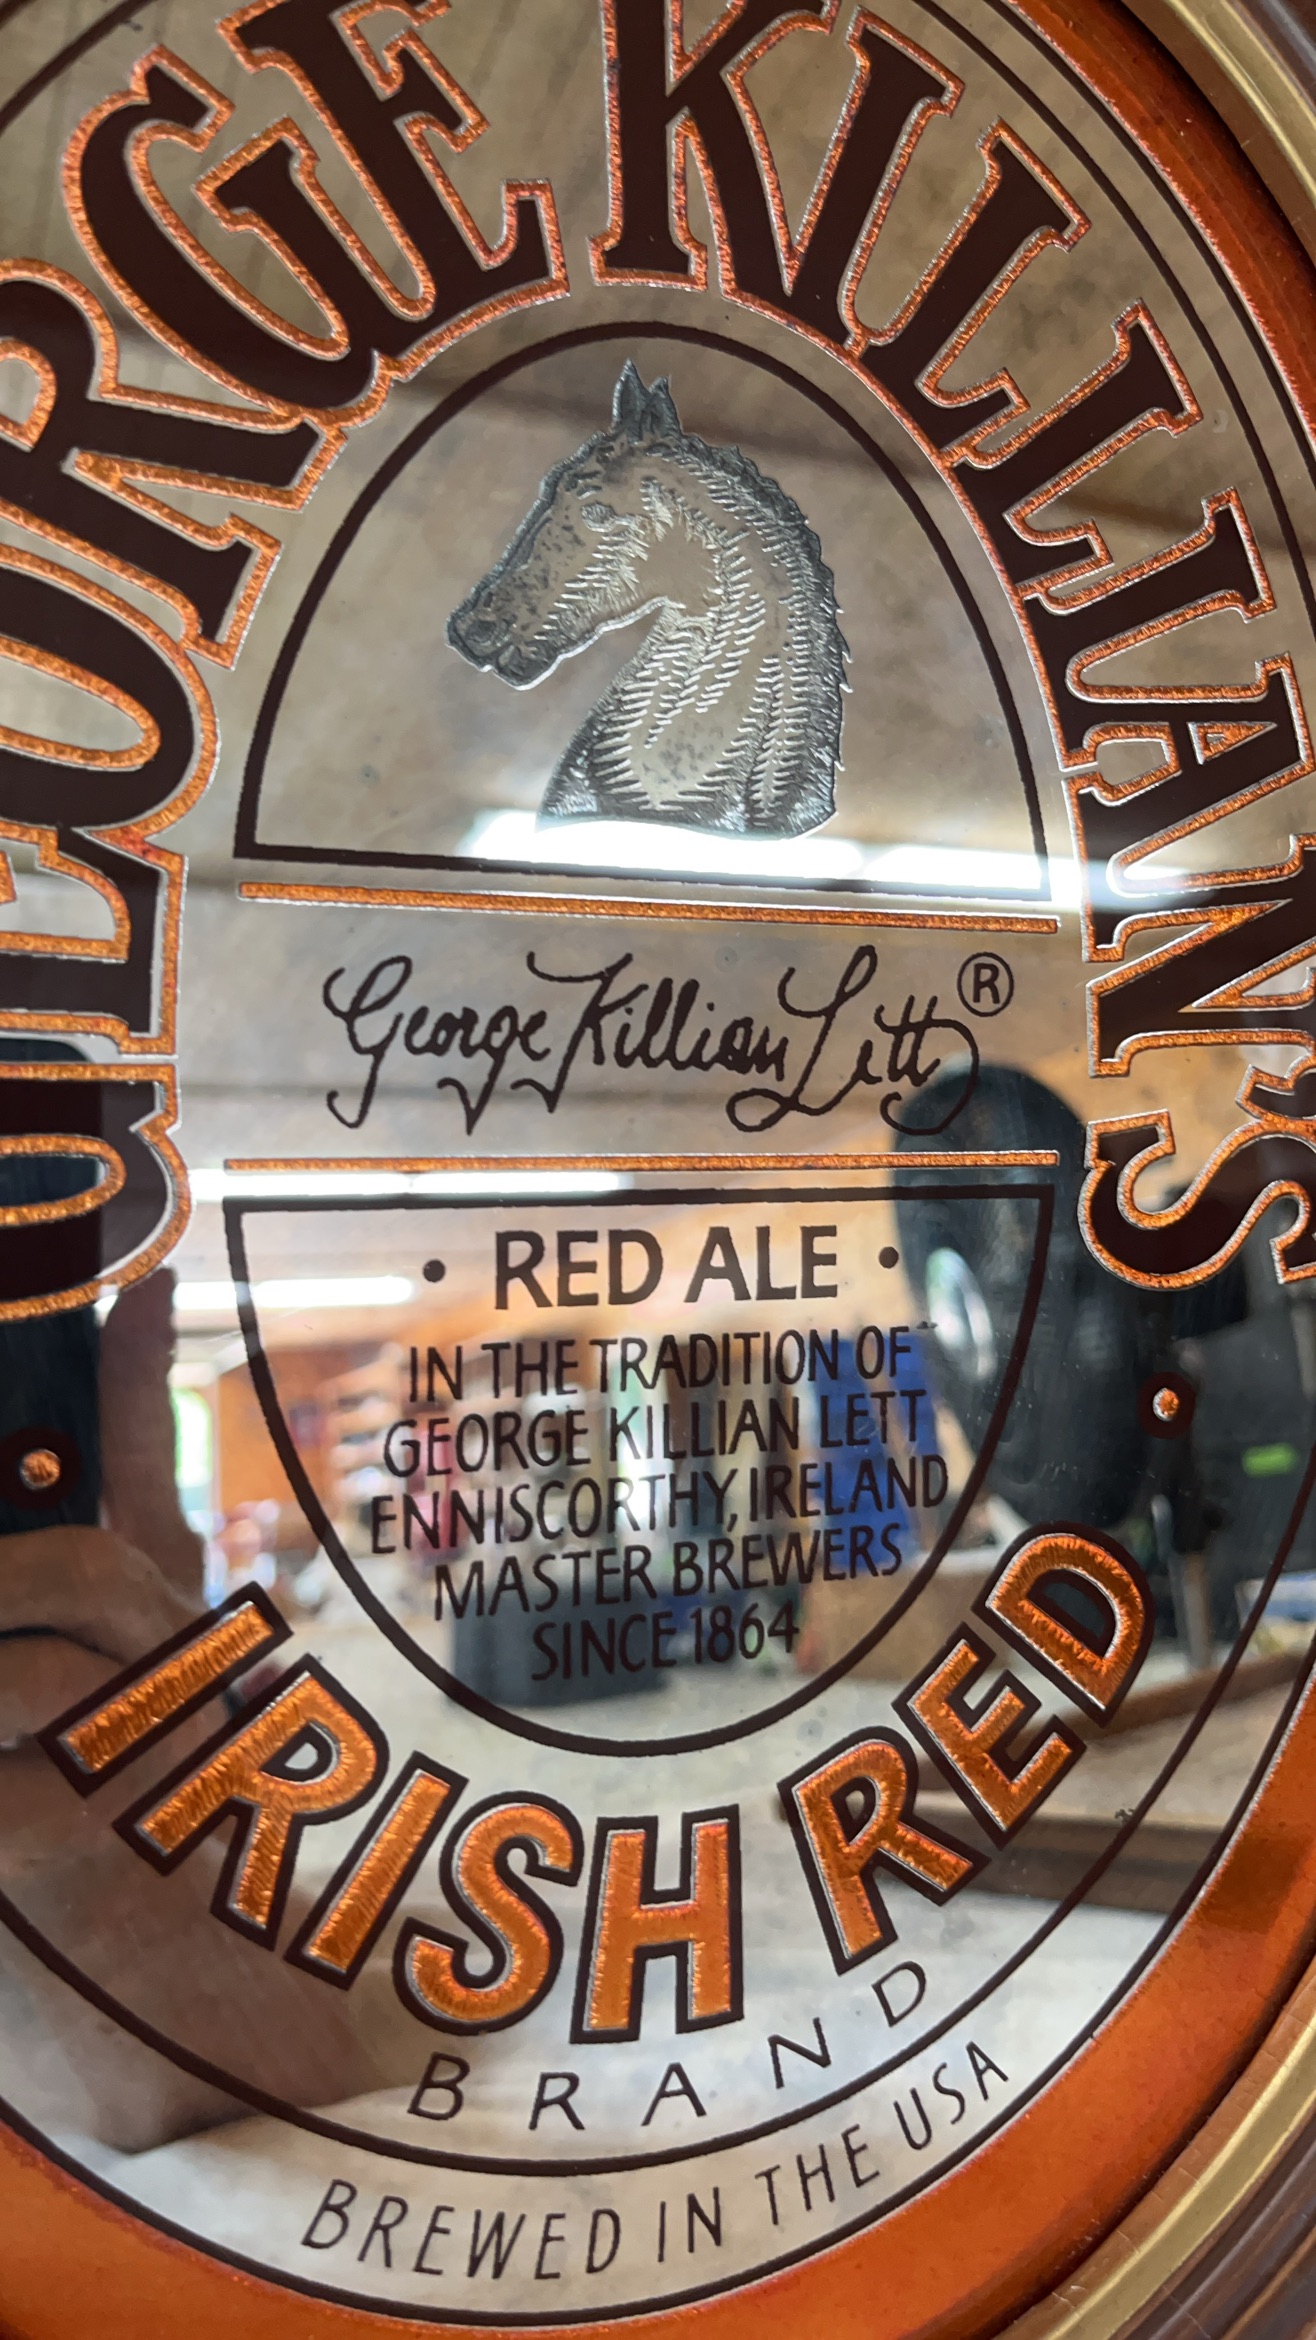 GEORGE KILLIAN'S
George Killian Lett®
• RED ALE •
IN THE TRADITION OF
GEORGE KILLIAN LETT
ENNISCORTHY, IRELAND
MASTER BREWERS
SINCE 1864
IRISH RED
BRAND
BREWED IN THE USA